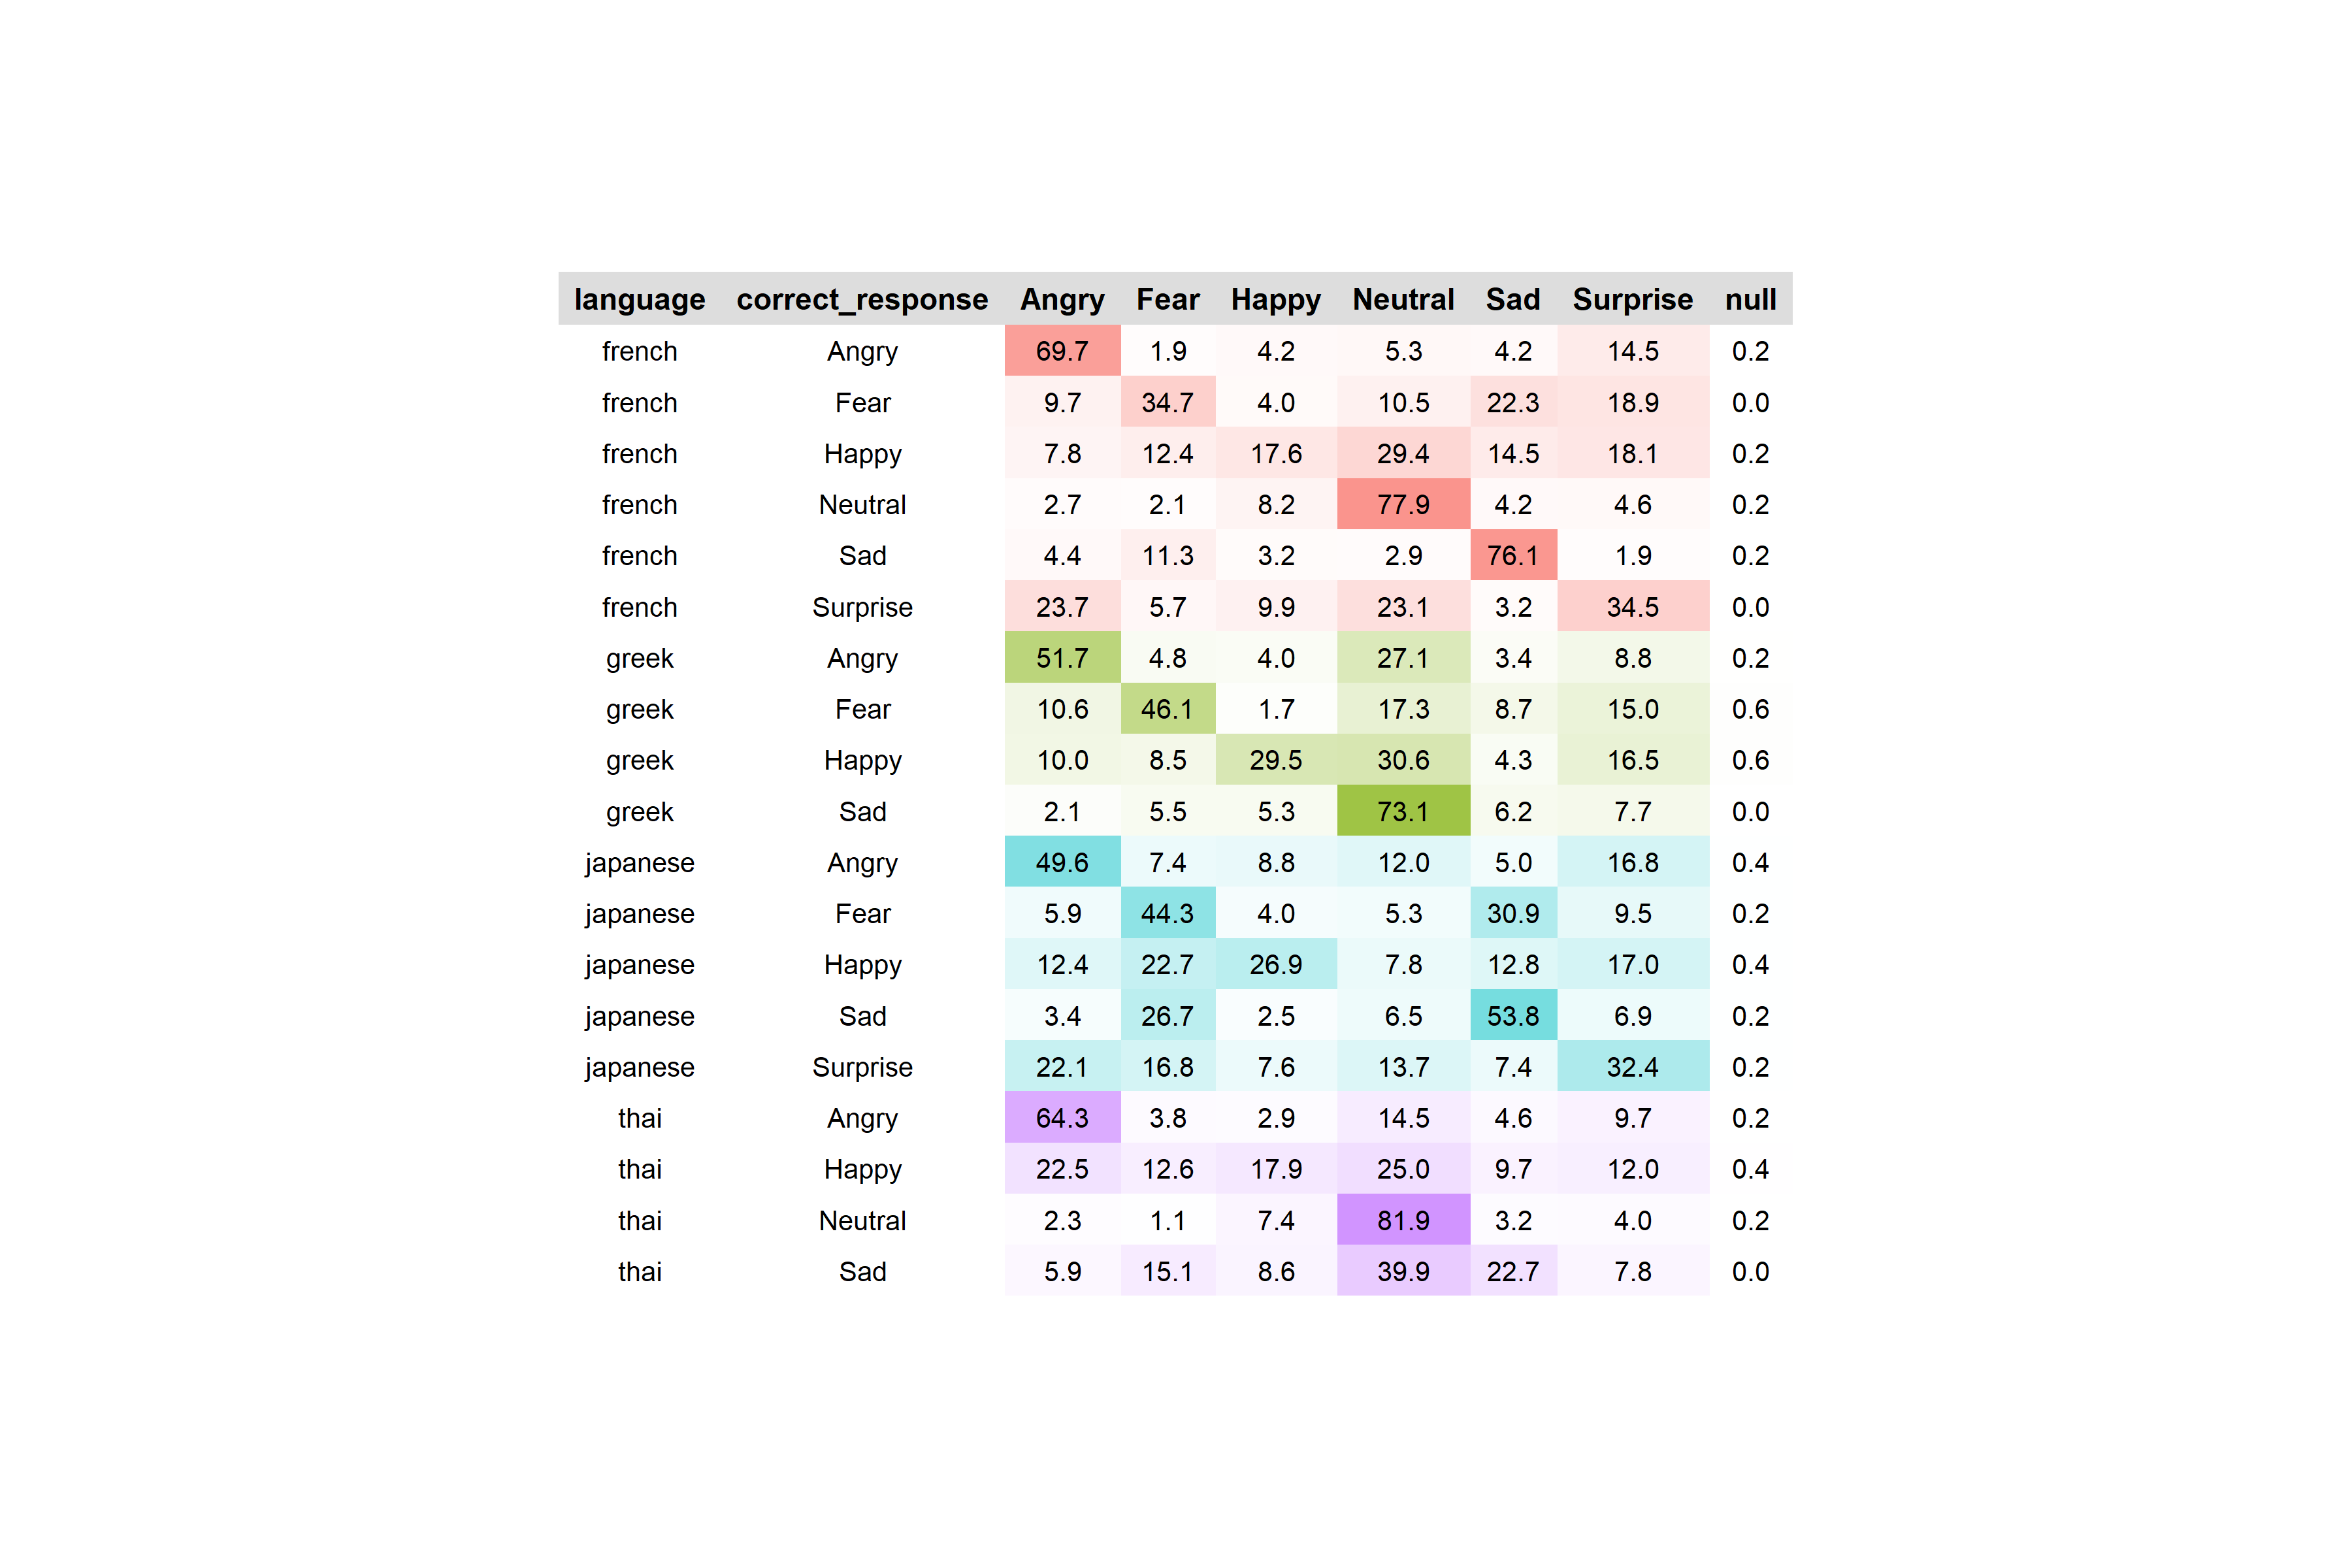 language correct_response Angry Fear Happy Neutral Sad Surprise null
french Angry 69.7 1.9 4.2 5.3 4.2 14.5 0.2
french Fear 9.7 34.7 4.0 10.5 22.3 18.9 0.0
french Happy 7.8 12.4 17.6 29.4 14.5 18.1 0.2
french Neutral 2.7 2.1 8.2 77.9 4.2 4.6 0.2
french Sad 4.4 11.3 3.2 2.9 76.1 1.9 0.2
french Surprise 23.7 5.7 9.9 23.1 3.2 34.5 0.0
greek Angry 51.7 4.8 4.0 27.1 3.4 8.8 0.2
greek Fear 10.6 46.1 1.7 17.3 8.7 15.0 0.6
greek Happy 10.0 8.5 29.5 30.6 4.3 16.5 0.6
greek Sad 2.1 5.5 5.3 73.1 6.2 7.7 0.0
japanese Angry 49.6 7.4 8.8 12.0 5.0 16.8 0.4
japanese Fear 5.9 44.3 4.0 5.3 30.9 9.5 0.2
japanese Happy 12.4 22.7 26.9 7.8 12.8 17.0 0.4
japanese Sad 3.4 26.7 2.5 6.5 53.8 6.9 0.2
japanese Surprise 22.1 16.8 7.6 13.7 7.4 32.4 0.2
thai Angry 64.3 3.8 2.9 14.5 4.6 9.7 0.2
thai Happy 22.5 12.6 17.9 25.0 9.7 12.0 0.4
thai Neutral 2.3 1.1 7.4 81.9 3.2 4.0 0.2
thai Sad 5.9 15.1 8.6 39.9 22.7 7.8 0.0